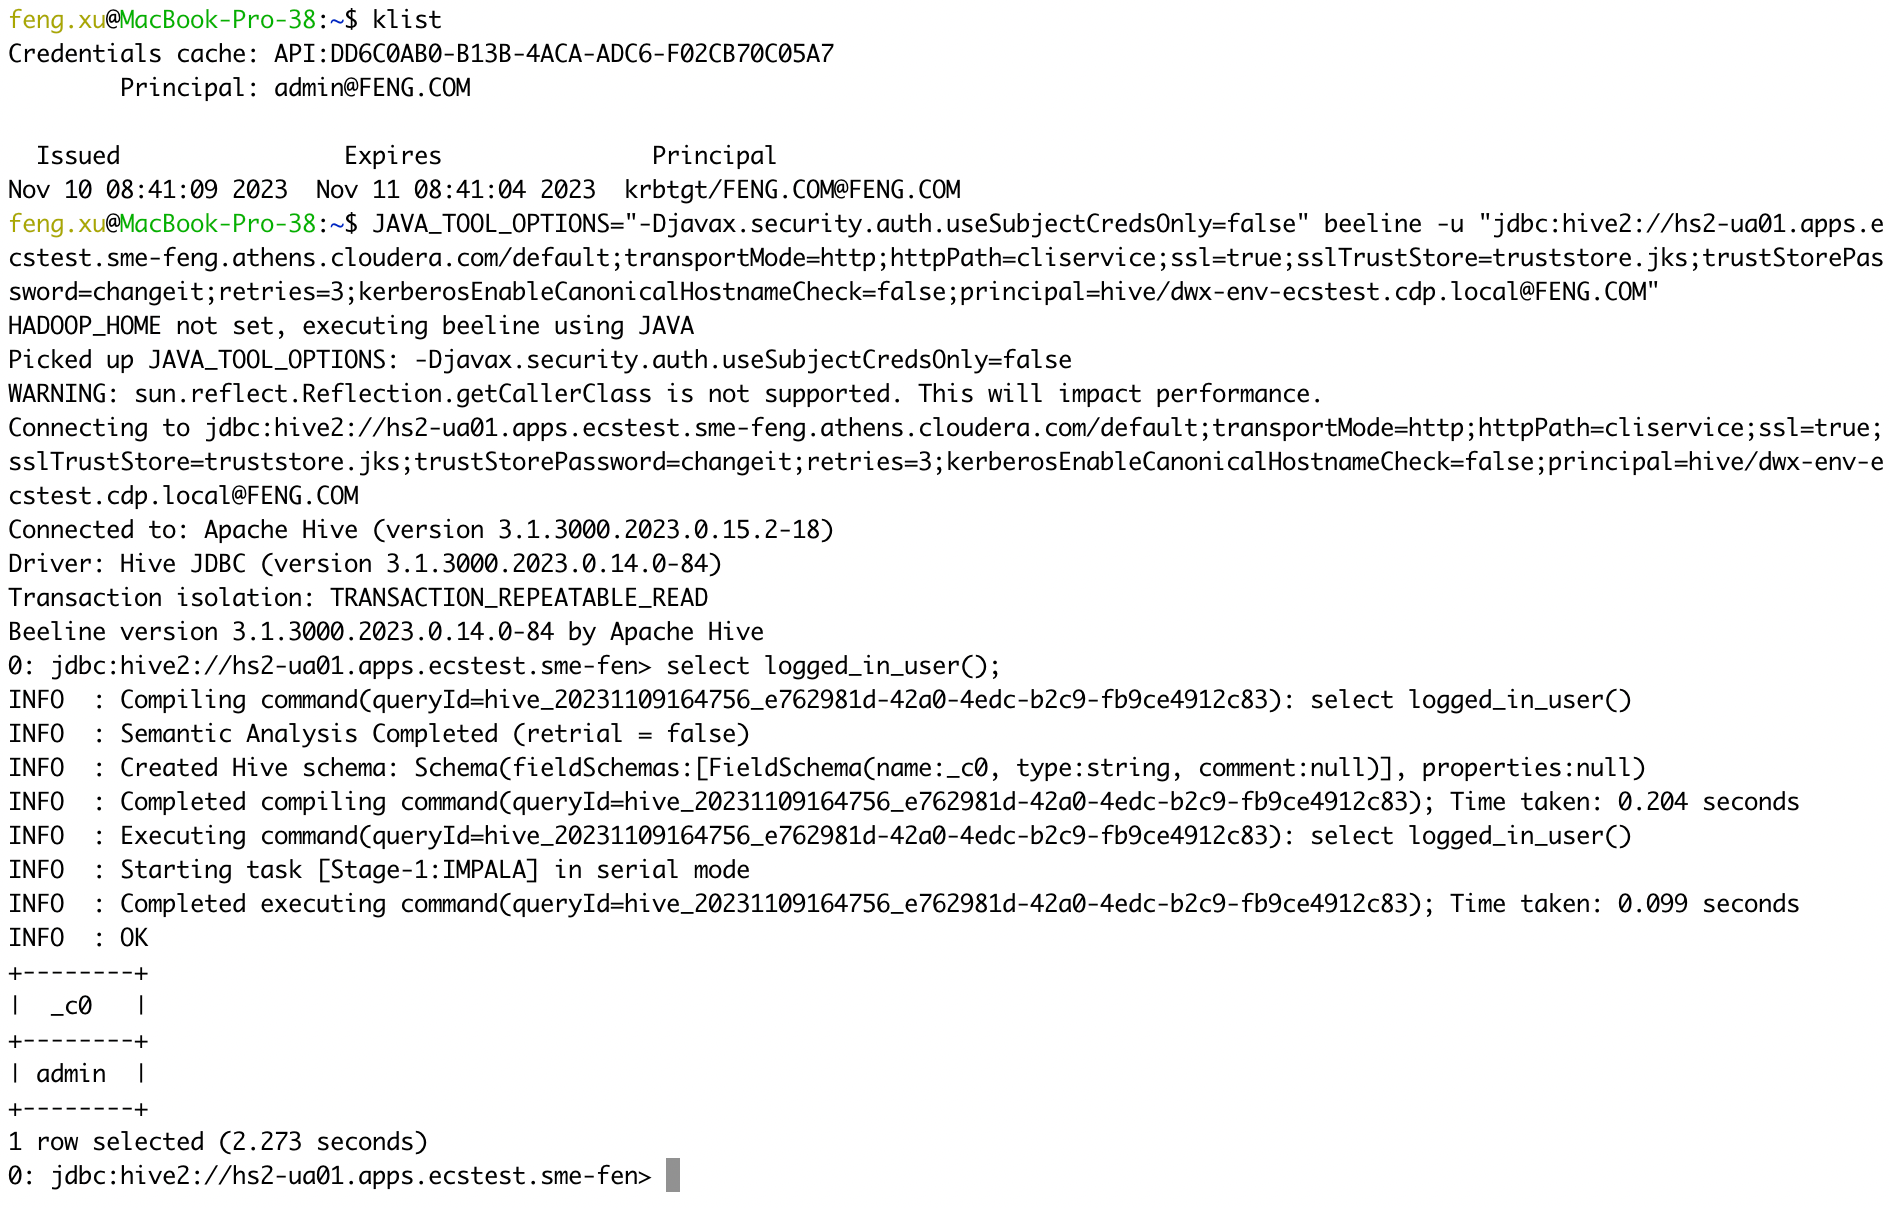 feng.xu@MacBook-Pro-38:~$ klist
Credentials cache: API:DD6C0AB0-B13B-4ACA-ADC6-F02CB70C05A7
        Principal: admin@FENG.COM

  Issued                Expires               Principal
Nov 10 08:41:09 2023  Nov 11 08:41:04 2023  krbtgt/FENG.COM@FENG.COM
feng.xu@MacBook-Pro-38:~$ JAVA_TOOL_OPTIONS="-Djavax.security.auth.useSubjectCredsOnly=false" beeline -u "jdbc:hive2://hs2-ua01.apps.e
cstest.sme-feng.athens.cloudera.com/default;transportMode=http;httpPath=cliservice;ssl=true;sslTrustStore=truststore.jks;trustStorePas
sword=changeit;retries=3;kerberosEnableCanonicalHostnameCheck=false;principal=hive/dwx-env-ecstest.cdp.local@FENG.COM"
HADOOP_HOME not set, executing beeline using JAVA
Picked up JAVA_TOOL_OPTIONS: -Djavax.security.auth.useSubjectCredsOnly=false
WARNING: sun.reflect.Reflection.getCallerClass is not supported. This will impact performance.
Connecting to jdbc:hive2://hs2-ua01.apps.ecstest.sme-feng.athens.cloudera.com/default;transportMode=http;httpPath=cliservice;ssl=true;
sslTrustStore=truststore.jks;trustStorePassword=changeit;retries=3;kerberosEnableCanonicalHostnameCheck=false;principal=hive/dwx-env-e
cstest.cdp.local@FENG.COM
Connected to: Apache Hive (version 3.1.3000.2023.0.15.2-18)
Driver: Hive JDBC (version 3.1.3000.2023.0.14.0-84)
Transaction isolation: TRANSACTION_REPEATABLE_READ
Beeline version 3.1.3000.2023.0.14.0-84 by Apache Hive
0: jdbc:hive2://hs2-ua01.apps.ecstest.sme-fen> select logged_in_user();
INFO  : Compiling command(queryId=hive_20231109164756_e762981d-42a0-4edc-b2c9-fb9ce4912c83): select logged_in_user()
INFO  : Semantic Analysis Completed (retrial = false)
INFO  : Created Hive schema: Schema(fieldSchemas:[FieldSchema(name:_c0, type:string, comment:null)], properties:null)
INFO  : Completed compiling command(queryId=hive_20231109164756_e762981d-42a0-4edc-b2c9-fb9ce4912c83); Time taken: 0.204 seconds
INFO  : Executing command(queryId=hive_20231109164756_e762981d-42a0-4edc-b2c9-fb9ce4912c83): select logged_in_user()
INFO  : Starting task [Stage-1:IMPALA] in serial mode
INFO  : Completed executing command(queryId=hive_20231109164756_e762981d-42a0-4edc-b2c9-fb9ce4912c83); Time taken: 0.099 seconds
INFO  : OK
+--------+
|  _c0   |
+--------+
| admin  |
+--------+
1 row selected (2.273 seconds)
0: jdbc:hive2://hs2-ua01.apps.ecstest.sme-fen>